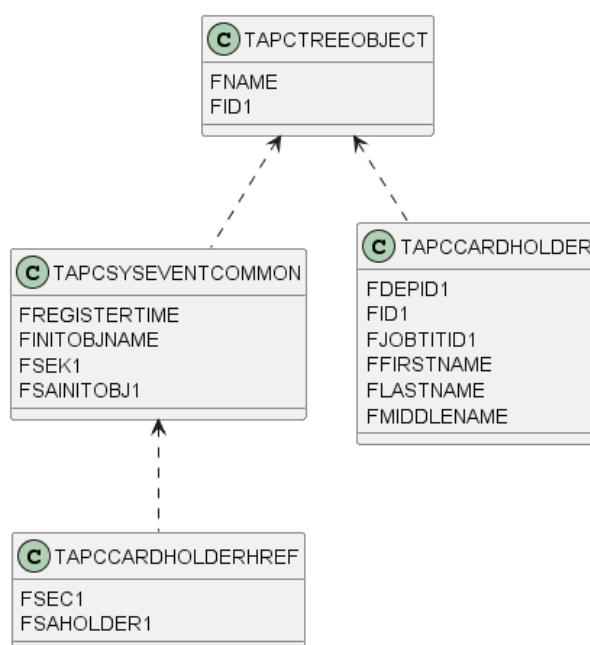 C TAPCTREEOBJECT
FNAME
FID1
C TAPCSYSEVENTCOMMON
FREGISTERTIME
FINITOBJNAME
FSEK1
FSAINITOBJ1
C TAPCCARDHOLDER
FDEPID1
FID1
FJOBTITID1
FFIRSTNAME
FLASTNAME
FMIDDLENAME
C TAPCCARDHOLDERHREF
FSEC1
FSAHOLDER1